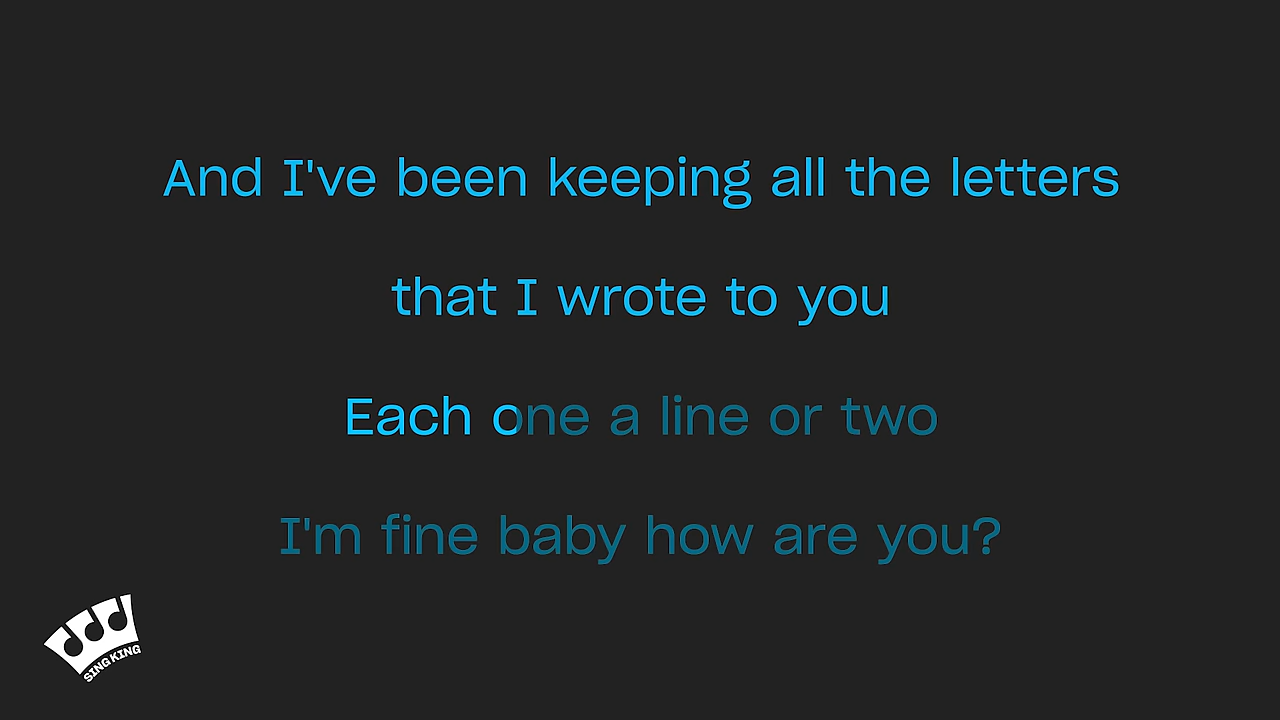 And I've been keeping all the letters
that I wrote to you
Each one a line or two
I'm fine baby how are you?
SING KING